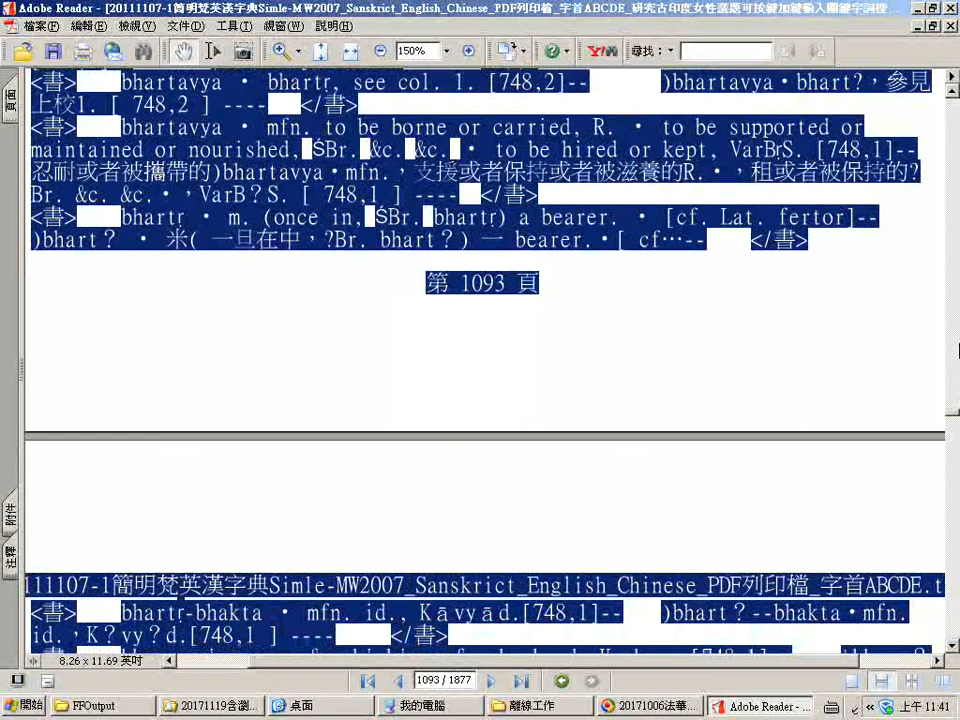 Adobe Reader - [20111107-1簡明梵英漢字典Simle-MW2007_Sanskrict_English_Chinese_PDF列印檔_字首ABCDE_研究古印度女性議題可按鍵加鍵輸入關鍵字詞搜...
檔案(F) 編輯(E) 檢視(V) 文件(D) 工具(T) 視窗(W) 說明(H)
150% Y! 尋找：
頁面
<書> bhartavya ‧ bhartṛ, see col. 1. [748,2]-- )bhartavya‧bhart?，參見
上校1. [ 748,2 ] ---- </書>
<書> bhartavya ‧ mfn. to be borne or carried, R. ‧ to be supported or
maintained or nourished, ŚBr. &c. &c. ‧ to be hired or kept, VarBṛS. [748,1]--
忍耐或者被攜帶的)bhartavya‧mfn.，支援或者保持或者被滋養的R.‧，租或者被保持的?
Br. &c. &c.‧，VarB？S. [ 748,1 ] ---- </書>
<書> bhartṛ ‧ m. (once in, ŚBr. bhartṛ) a bearer. ‧ [cf. Lat. fertor]--
)bhart？ ‧ 米( 一旦在中，?Br. bhart？) 一 bearer.‧[ cf…-- </書>
第 1093 頁
附件
注釋
111107-1簡明梵英漢字典Simle-MW2007_Sanskrict_English_Chinese_PDF列印檔_字首ABCDE.t
<書> bhartṛ-bhakta ‧ mfn. id., Kāvyād.[748,1]-- )bhart？--bhakta‧mfn.
id.，K？vy？d.[748,1 ] ---- </書>
8.26 x 11.69 英吋
1093 / 1877
開始 FFOutput 20171119含瀏... 桌面 我的電腦 離線工作 20171006法華... Adobe Reader - ... 上午 11:41